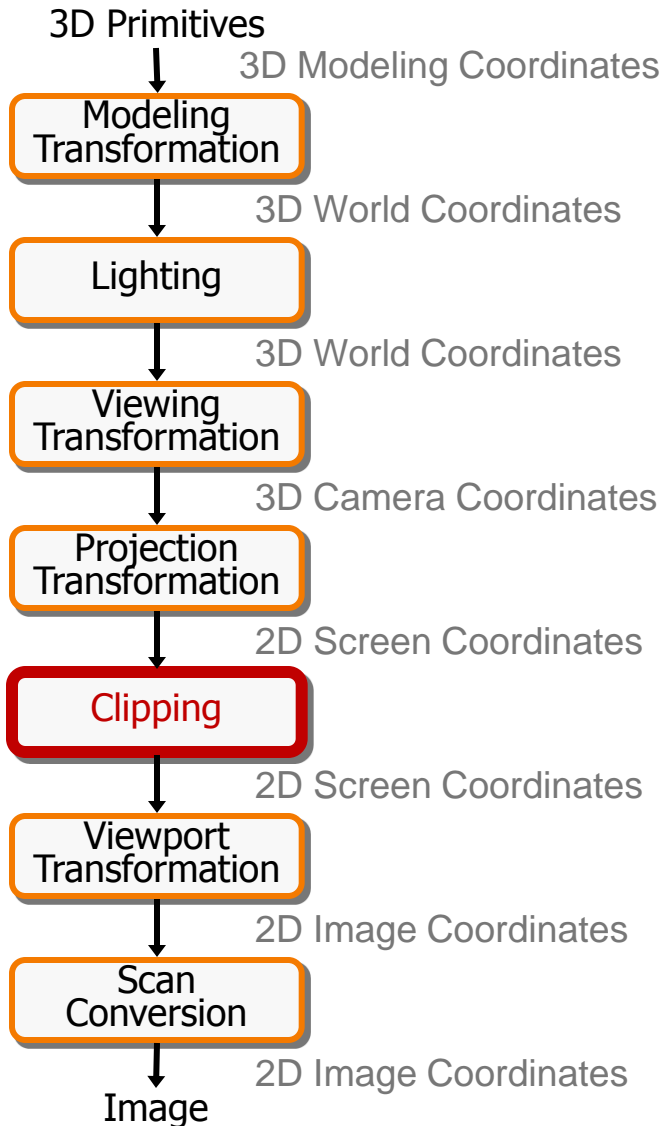 3D Primitives
3D Modeling Coordinates
Modeling
Transformation
3D World Coordinates
Lighting
3D World Coordinates
Viewing
Transformation
3D Camera Coordinates
Projection
Transformation
2D Screen Coordinates
Clipping
2D Screen Coordinates
Viewport
Transformation
2D Image Coordinates
Scan
Conversion
2D Image Coordinates
Image